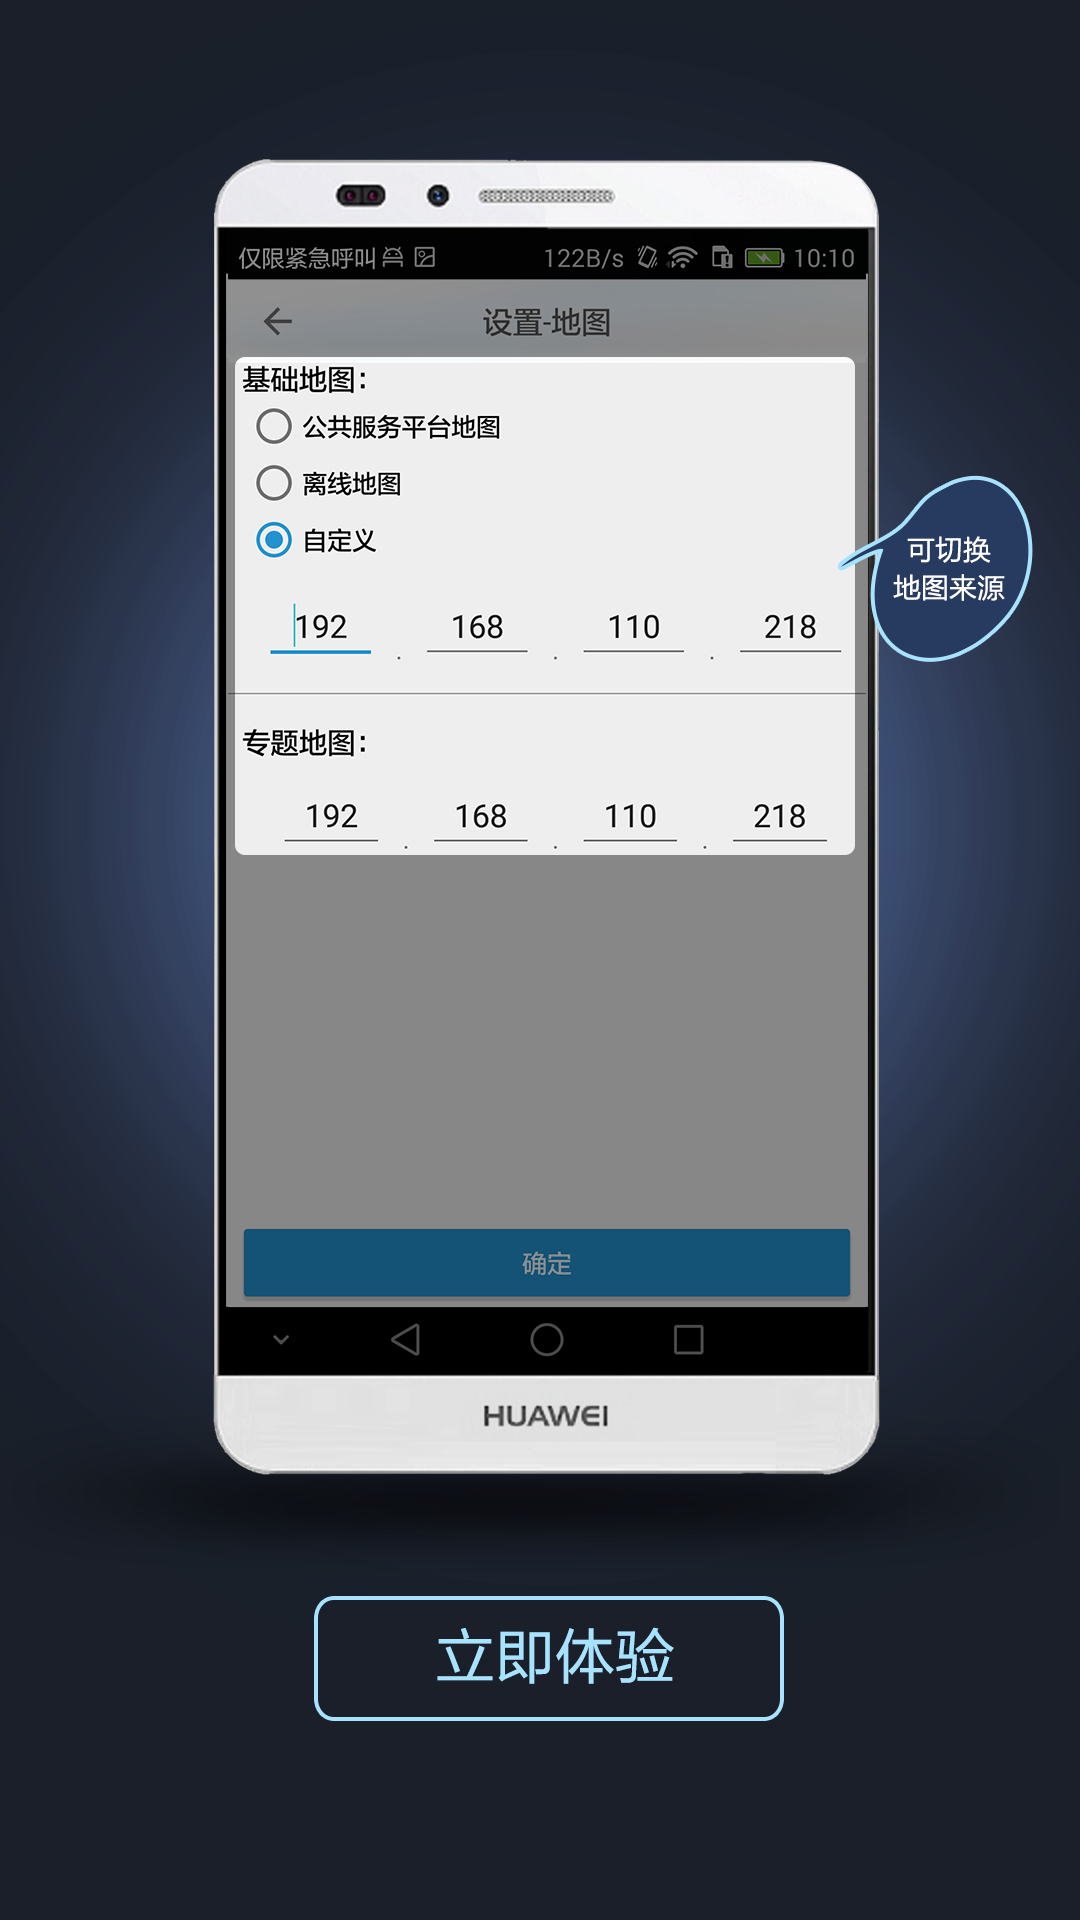 仅限紧急呼叫 122B/s 10:10
设置-地图
基础地图：
公共服务平台地图
离线地图
自定义
可切换
地图来源
192 . 168 . 110 . 218
专题地图：
192 . 168 . 110 . 218
确定
HUAWEI
立即体验